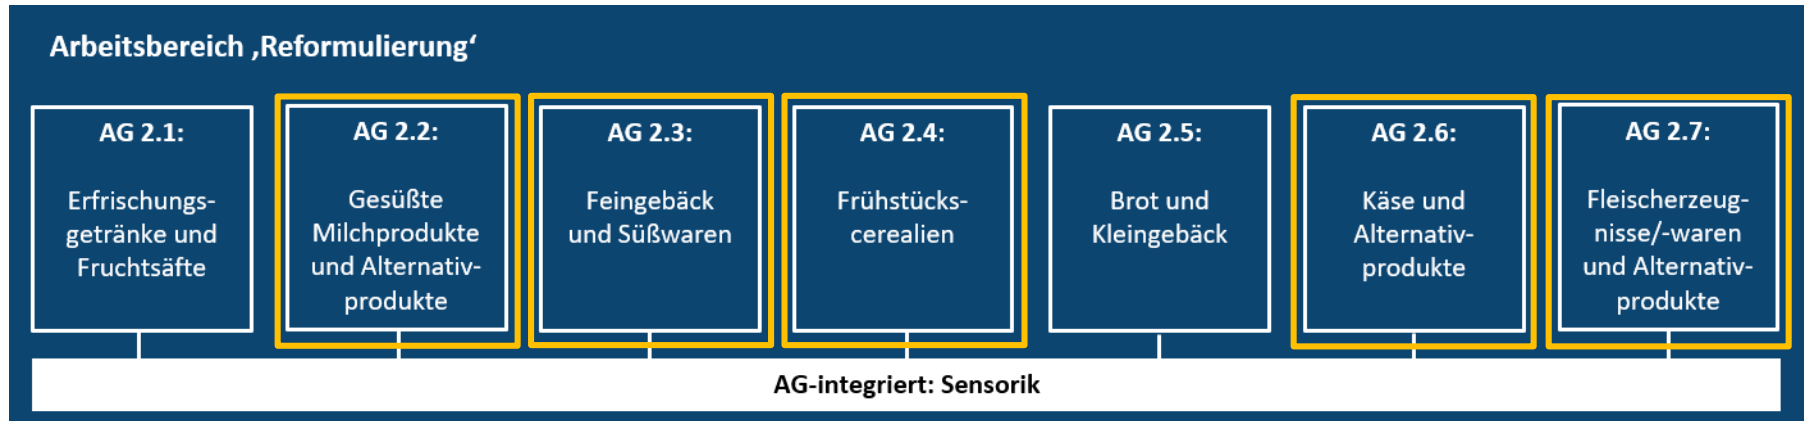 Arbeitsbereich ‚Reformulierung‘
AG 2.1:
Erfrischungs-
getränke und
Fruchtsäfte
AG 2.2:
Gesüßte
Milchprodukte
und Alternativ-
produkte
AG 2.3:
Feingebäck
und Süßwaren
AG 2.4:
Frühstücks-
cerealien
AG 2.5:
Brot und
Kleingebäck
AG 2.6:
Käse und
Alternativ-
produkte
AG 2.7:
Fleischerzeug-
nisse/-waren
und Alternativ-
produkte
AG-integriert: Sensorik